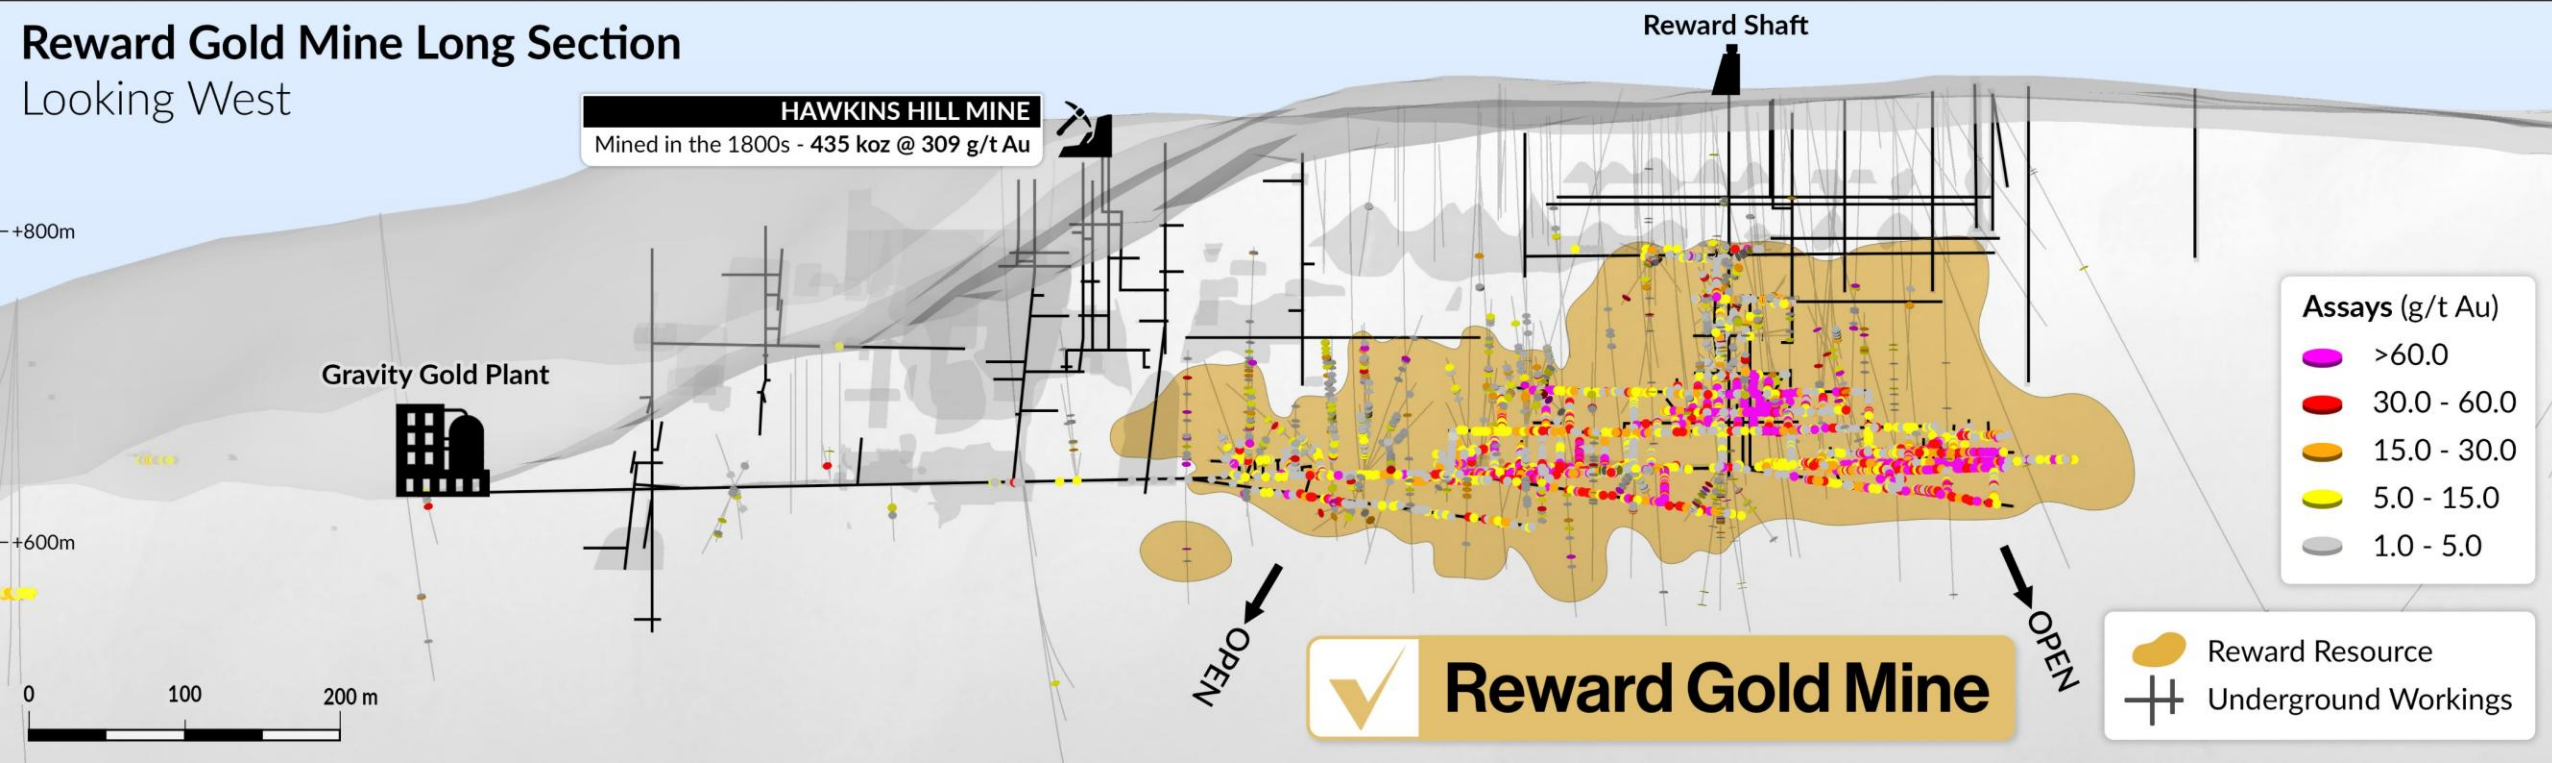 Reward Gold Mine Long Section
Looking West
Reward Shaft
HAWKINS HILL MINE
Mined in the 1800s - 435 koz @ 309 g/t Au
+800m
Gravity Gold Plant
+600m
Assays (g/t Au)
>60.0
30.0 - 60.0
15.0 - 30.0
5.0 - 15.0
1.0 - 5.0
OPEN
OPEN
Reward Gold Mine
Reward Resource
Underground Workings
0 100 200 m